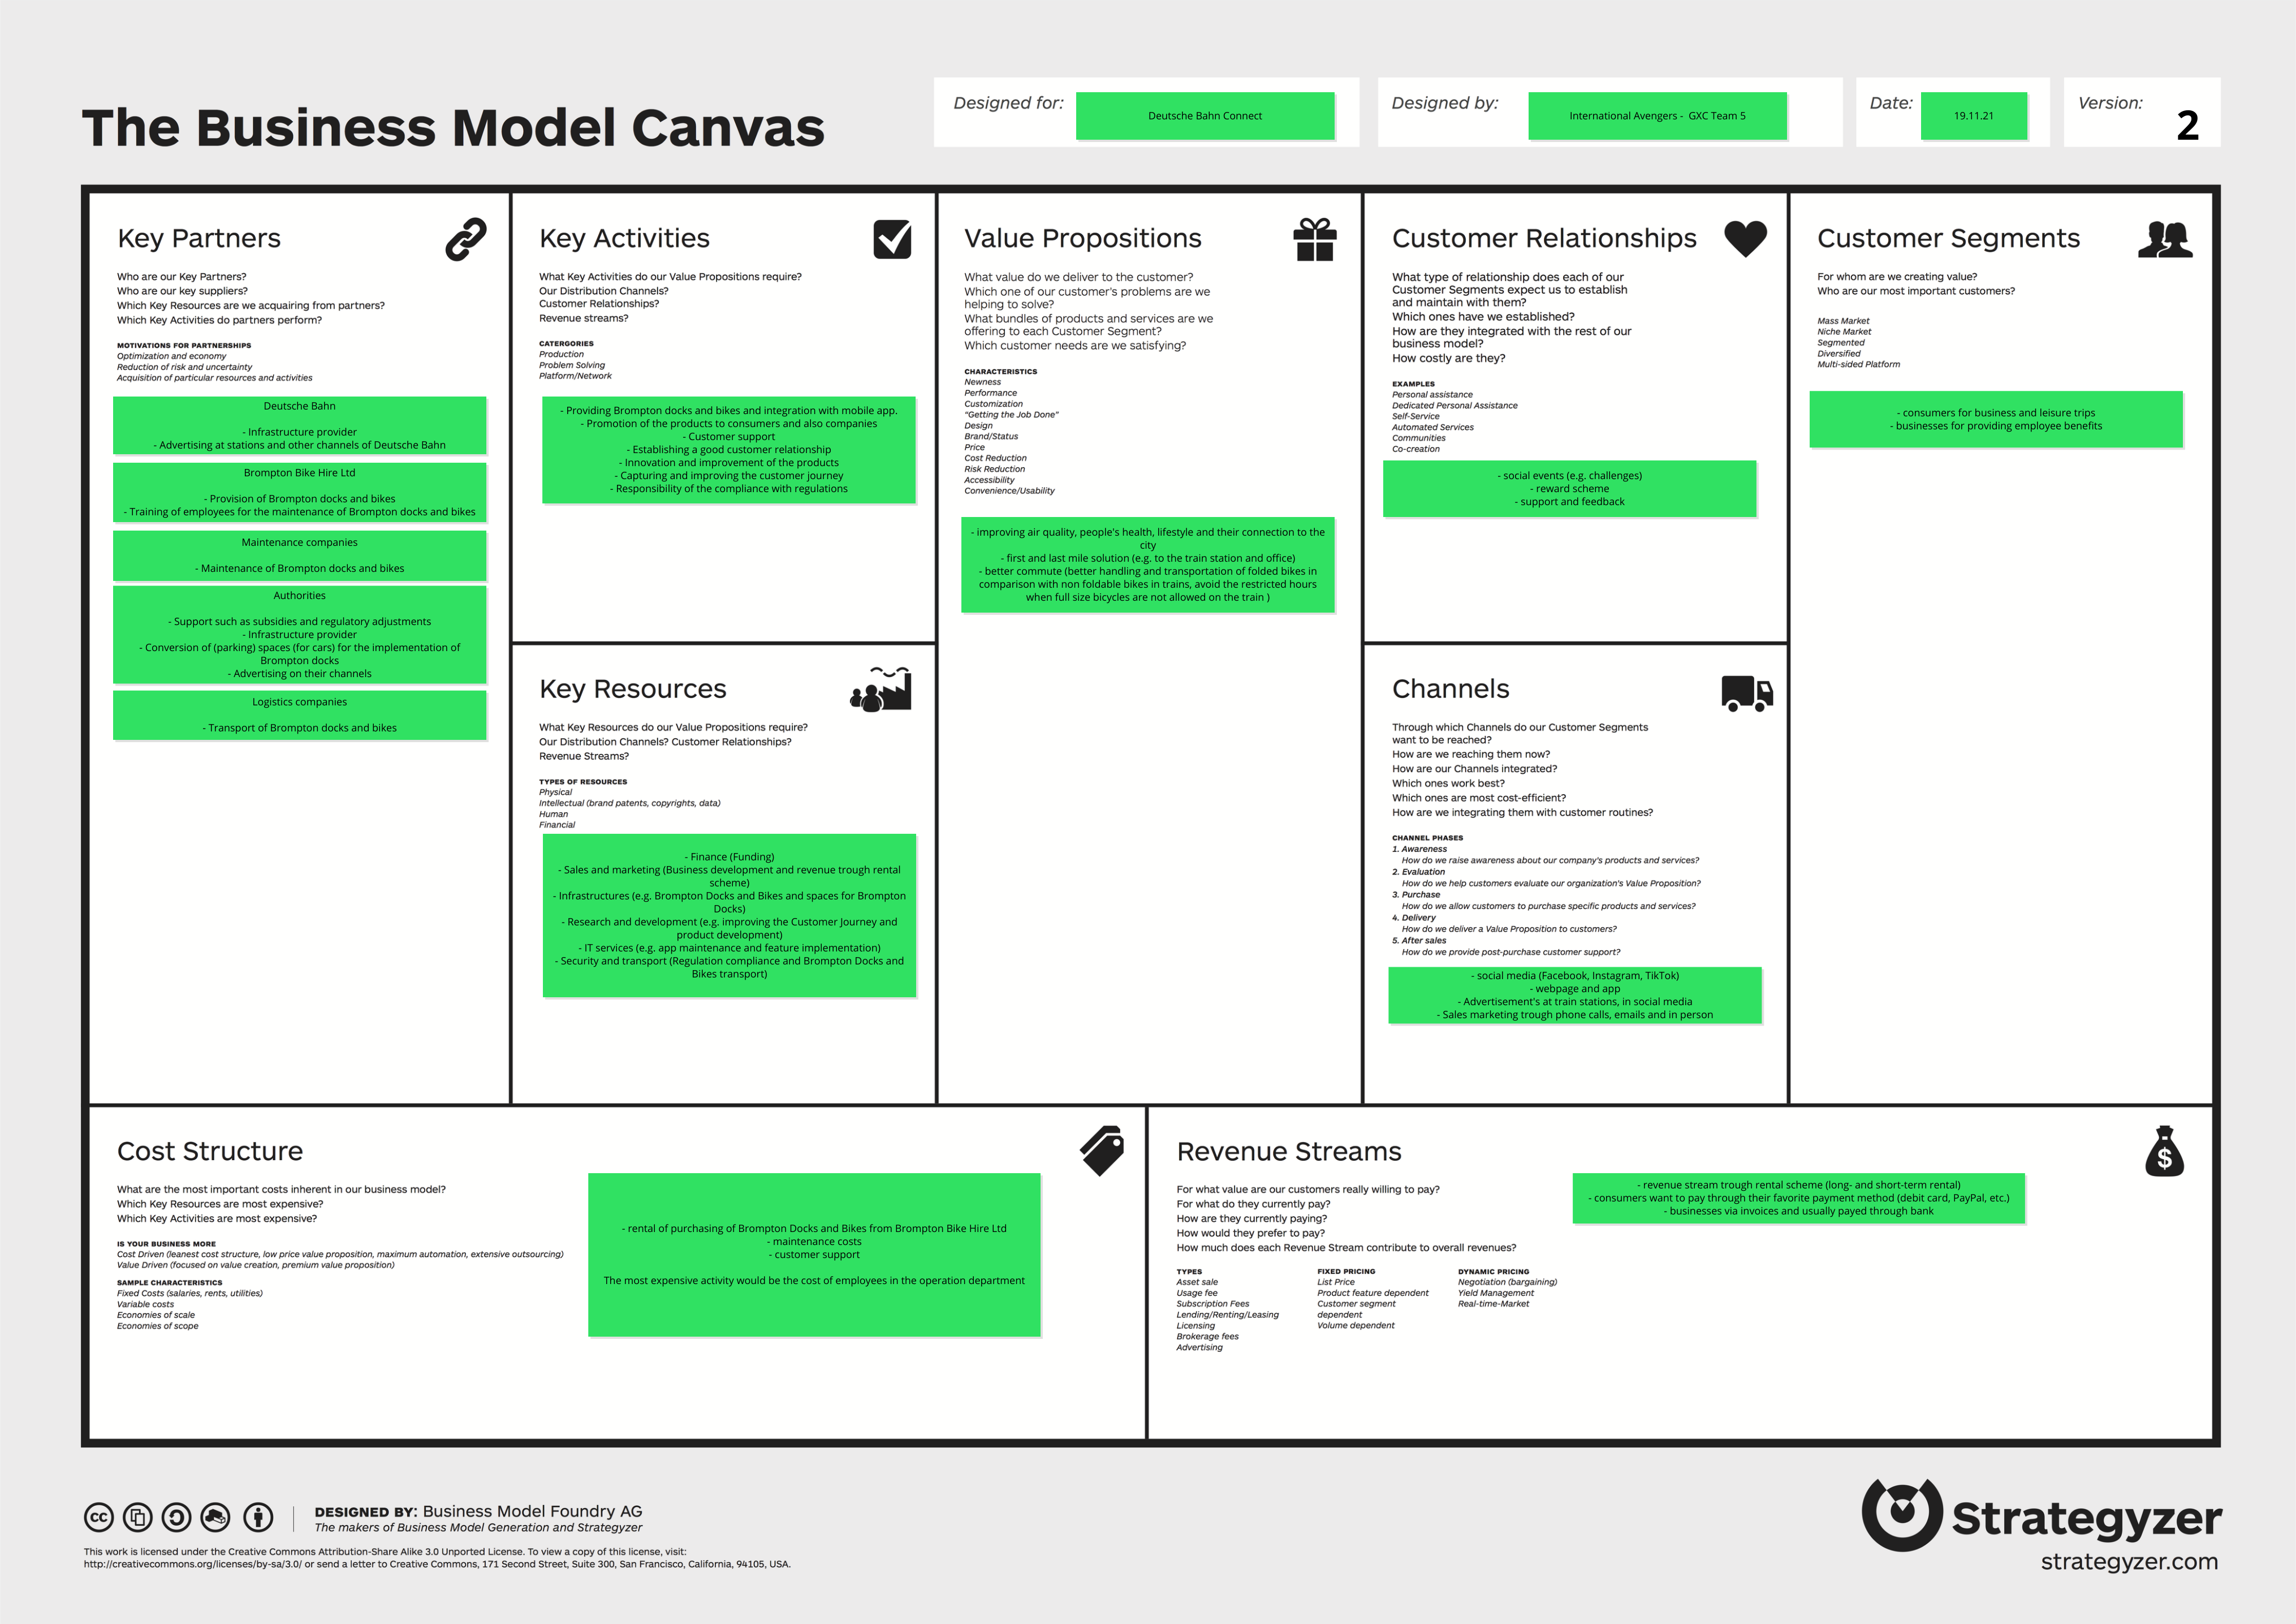 The Business Model Canvas
Designed for:
Deutsche Bahn Connect
Designed by:
International Avengers - GXC Team 5
Date:
19.11.21
Version:
2
Key Partners
Who are our Key Partners?
Who are our key suppliers?
Which Key Resources are we acquairing from partners?
Which Key Activities do partners perform?
MOTIVATIONS FOR PARTNERSHIPS
Optimization and economy
Reduction of risk and uncertainty
Acquisition of particular resources and activities
Deutsche Bahn
- Infrastructure provider
- Advertising at stations and other channels of Deutsche Bahn
Brompton Bike Hire Ltd
- Provision of Brompton docks and bikes
- Training of employees for the maintenance of Brompton docks and bikes
Maintenance companies
- Maintenance of Brompton docks and bikes
Authorities
- Support such as subsidies and regulatory adjustments
- Infrastructure provider
- Conversion of (parking) spaces (for cars) for the implementation of
Brompton docks
- Advertising on their channels
Logistics companies
- Transport of Brompton docks and bikes
Key Activities
What Key Activities do our Value Propositions require?
Our Distribution Channels?
Customer Relationships?
Revenue streams?
CATERGORIES
Production
Problem Solving
Platform/Network
- Providing Brompton docks and bikes and integration with mobile app.
- Promotion of the products to consumers and also companies
- Customer support
- Establishing a good customer relationship
- Innovation and improvement of the products
- Capturing and improving the customer journey
- Responsibility of the compliance with regulations
Key Resources
What Key Resources do our Value Propositions require?
Our Distribution Channels? Customer Relationships?
Revenue Streams?
TYPES OF RESOURCES
Physical
Intellectual (brand patents, copyrights, data)
Human
Financial
- Finance (Funding)
- Sales and marketing (Business development and revenue trough rental
scheme)
- Infrastructures (e.g. Brompton Docks and Bikes and spaces for Brompton
Docks)
- Research and development (e.g. improving the Customer Journey and
product development)
- IT services (e.g. app maintenance and feature implementation)
- Security and transport (Regulation compliance and Brompton Docks and
Bikes transport)
Value Propositions
What value do we deliver to the customer?
Which one of our customer's problems are we
helping to solve?
What bundles of products and services are we
offering to each Customer Segment?
Which customer needs are we satisfying?
CHARACTERISTICS
Newness
Performance
Customization
"Getting the Job Done"
Design
Brand/Status
Price
Cost Reduction
Risk Reduction
Accessibility
Convenience/Usability
- improving air quality, people's health, lifestyle and their connection to the
city
- first and last mile solution (e.g. to the train station and office)
- better commute (better handling and transportation of folded bikes in
comparison with non foldable bikes in trains, avoid the restricted hours
when full size bicycles are not allowed on the train )
Customer Relationships
What type of relationship does each of our
Customer Segments expect us to establish
and maintain with them?
Which ones have we established?
How are they integrated with the rest of our
business model?
How costly are they?
EXAMPLES
Personal assistance
Dedicated Personal Assistance
Self-Service
Automated Services
Communities
Co-creation
- social events (e.g. challenges)
- reward scheme
- support and feedback
Channels
Through which Channels do our Customer Segments
want to be reached?
How are we reaching them now?
How are our Channels integrated?
Which ones work best?
Which ones are most cost-efficient?
How are we integrating them with customer routines?
CHANNEL PHASES
1. Awareness
How do we raise awareness about our company's products and services?
2. Evaluation
How do we help customers evaluate our organization's Value Proposition?
3. Purchase
How do we allow customers to purchase specific products and services?
4. Delivery
How do we deliver a Value Proposition to customers?
5. After sales
How do we provide post-purchase customer support?
- social media (Facebook, Instagram, TikTok)
- webpage and app
- Advertisement's at train stations, in social media
- Sales marketing trough phone calls, emails and in person
Customer Segments
For whom are we creating value?
Who are our most important customers?
Mass Market
Niche Market
Segmented
Diversified
Multi-sided Platform
- consumers for business and leisure trips
- businesses for providing employee benefits
Cost Structure
What are the most important costs inherent in our business model?
Which Key Resources are most expensive?
Which Key Activities are most expensive?
IS YOUR BUSINESS MORE
Cost Driven (leanest cost structure, low price value proposition, maximum automation, extensive outsourcing)
Value Driven (focused on value creation, premium value proposition)
SAMPLE CHARACTERISTICS
Fixed Costs (salaries, rents, utilities)
Variable costs
Economies of scale
Economies of scope
- rental of purchasing of Brompton Docks and Bikes from Brompton Bike Hire Ltd
- maintenance costs
- customer support
The most expensive activity would be the cost of employees in the operation department
Revenue Streams
For what value are our customers really willing to pay?
For what do they currently pay?
How are they currently paying?
How would they prefer to pay?
How much does each Revenue Stream contribute to overall revenues?
TYPES
Asset sale
Usage fee
Subscription Fees
Lending/Renting/Leasing
Licensing
Brokerage fees
Advertising
FIXED PRICING
List Price
Product feature dependent
Customer segment
dependent
Volume dependent
DYNAMIC PRICING
Negotiation (bargaining)
Yield Management
Real-time-Market
- revenue stream trough rental scheme (long- and short-term rental)
- consumers want to pay through their favorite payment method (debit card, PayPal, etc.)
- businesses via invoices and usually payed through bank
$
cc
DESIGNED BY: Business Model Foundry AG
The makers of Business Model Generation and Strategyzer
This work is licensed under the Creative Commons Attribution-Share Alike 3.0 Unported License. To view a copy of this license, visit:
http://creativecommons.org/licenses/by-sa/3.0/ or send a letter to Creative Commons, 171 Second Street, Suite 300, San Francisco, California, 94105, USA.
Strategyzer
strategyzer.com